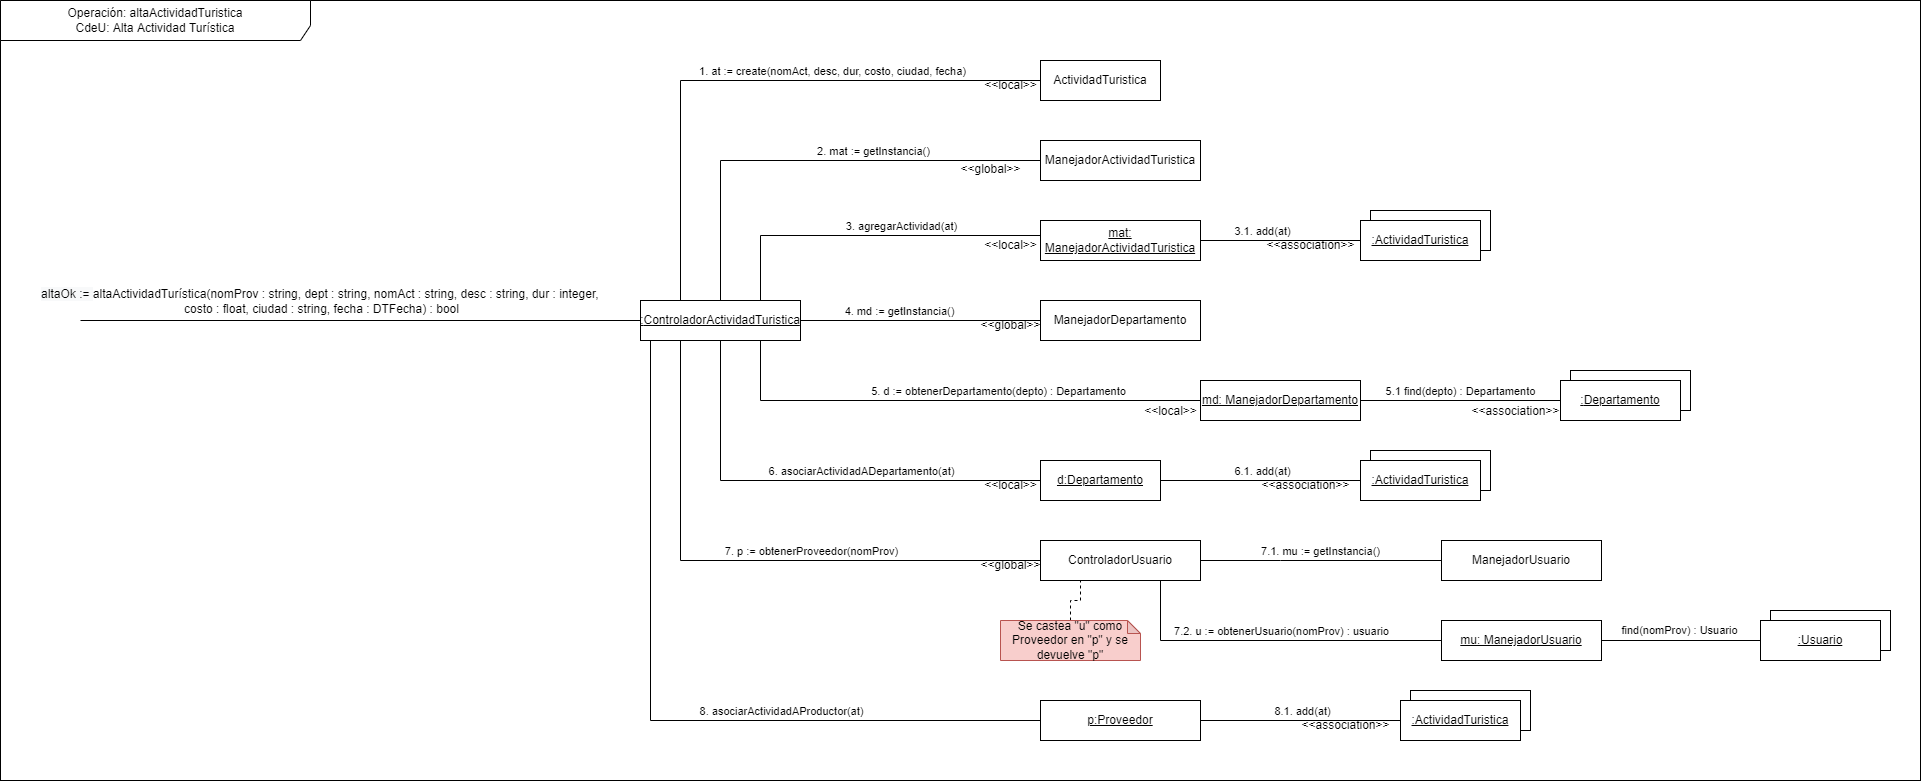 Operación: altaActividadTuristica
CdeU: Alta Actividad Turística
1. at := create(nomAct, desc, dur, costo, ciudad, fecha)
<<local>>
ActividadTuristica
2. mat := getInstancia()
<<global>>
ManejadorActividadTuristica
3. agregarActividad(at)
<<local>>
mat:
ManejadorActividadTuristica
3.1. add(at)
<<association>>
:ActividadTuristica
altaOk := altaActividadTurística(nomProv : string, dept : string, nomAct : string, desc : string, dur : integer,
costo : float, ciudad : string, fecha : DTFecha) : bool
:ControladorActividadTuristica
4. md := getInstancia()
<<global>>
ManejadorDepartamento
5. d := obtenerDepartamento(depto) : Departamento
<<local>>
md: ManejadorDepartamento
5.1 find(depto) : Departamento
<<association>>
:Departamento
6. asociarActividadADepartamento(at)
<<local>>
d:Departamento
6.1. add(at)
<<association>>
:ActividadTuristica
7. p := obtenerProveedor(nomProv)
<<global>>
ControladorUsuario
7.1. mu := getInstancia()
ManejadorUsuario
Se castea "u" como
Proveedor en "p" y se
devuelve "p"
7.2. u := obtenerUsuario(nomProv) : usuario
mu: ManejadorUsuario
find(nomProv) : Usuario
:Usuario
8. asociarActividadAProductor(at)
p:Proveedor
8.1. add(at)
<<association>>
:ActividadTuristica